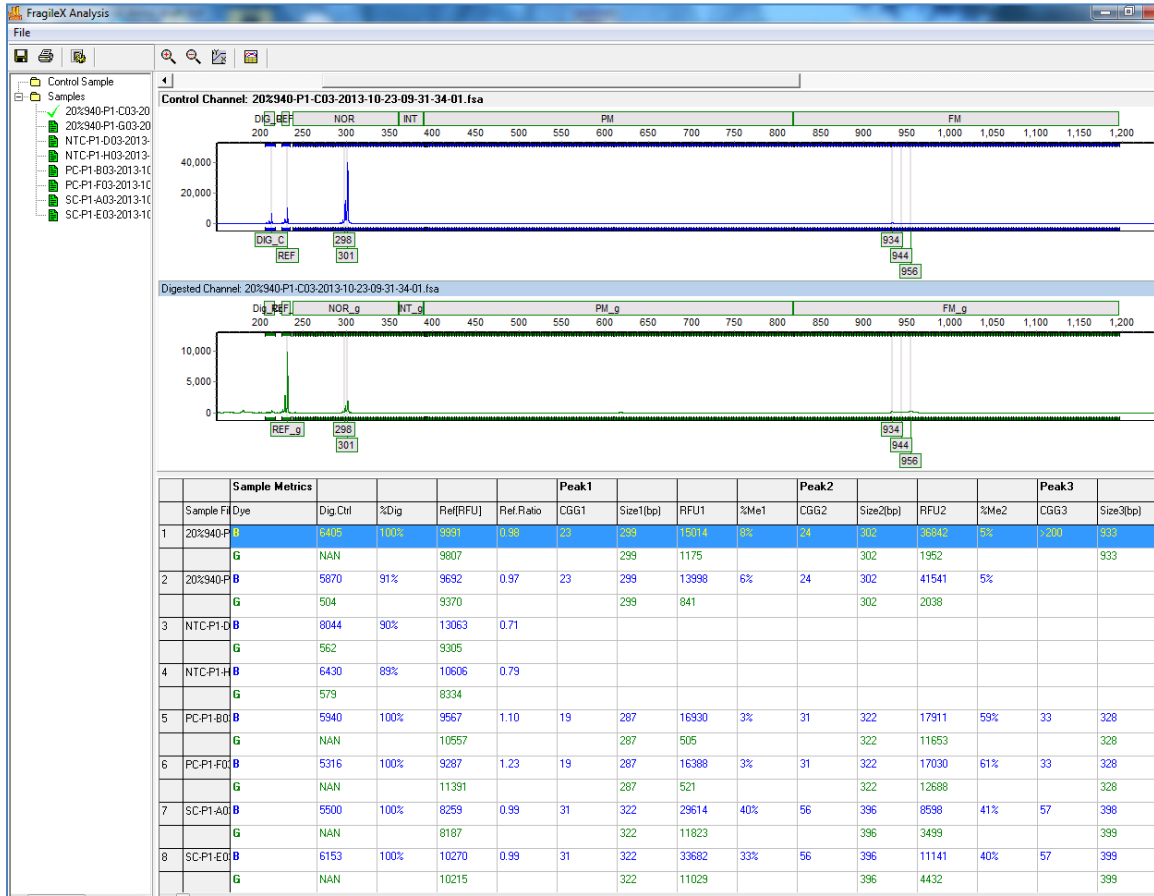 FragileX Analysis
File
Control Sample
Samples
20%940-P1-C03-20
20%940-P1-G03-20
NTC-P1-D03-2013-
NTC-P1-H03-2013-
PC-P1-B03-2013-10
PC-P1-F03-2013-10
SC-P1-A03-2013-10
SC-P1-E03-2013-10
Control Channel: 20%940-P1-C03-2013-10-23-09-31-34-01.fsa
NOR INT PM FM
200 250 300 350 400 450 500 550 600 650 700 750 800 850 900 950 1,000 1,050 1,100 1,150 1,200
40,000
20,000
0
DIG_C 298 934
REF 301 944
956
Digested Channel: 20%940-P1-C03-2013-10-23-09-31-34-01.fsa
NOR_g NT_g PM_g FM_g
200 250 300 350 400 450 500 550 600 650 700 750 800 850 900 950 1,000 1,050 1,100 1,150 1,200
10,000
5,000
0
REF_g 298 934
301 944
956
Sample Metrics Peak1 Peak2 Peak3
Sample Fil Dye Dig.Ctrl %Dig Ref[RFU] Ref.Ratio CGG1 Size1(bp) RFU1 %Me1 CGG2 Size2(bp) RFU2 %Me2 CGG3 Size3(bp)
1 20%940-P B 6405 100% 9991 0.98 23 299 15014 8% 24 302 36842 5% >200 933
G NAN 9807 299 1175 302 1952 933
2 20%940-P B 5870 91% 9692 0.97 23 299 13998 6% 24 302 41541 5%
G 504 9370 299 841 302 2038
3 NTC-P1-D B 8044 90% 13063 0.71
G 562 9305
4 NTC-P1-H B 6430 89% 10606 0.79
G 579 8334
5 PC-P1-B0 B 5940 100% 9567 1.10 19 287 16930 3% 31 322 17911 59% 33 328
G NAN 10557 287 505 322 11653 328
6 PC-P1-F0 B 5316 100% 9287 1.23 19 287 16388 3% 31 322 17030 61% 33 328
G NAN 11391 287 521 322 12688 328
7 SC-P1-A0 B 5500 100% 8259 0.99 31 322 29614 40% 56 396 8598 41% 57 398
G NAN 8187 322 11823 396 3499 399
8 SC-P1-E0 B 6153 100% 10270 0.99 31 322 33682 33% 56 396 11141 40% 57 399
G NAN 10215 322 11029 396 4432 399